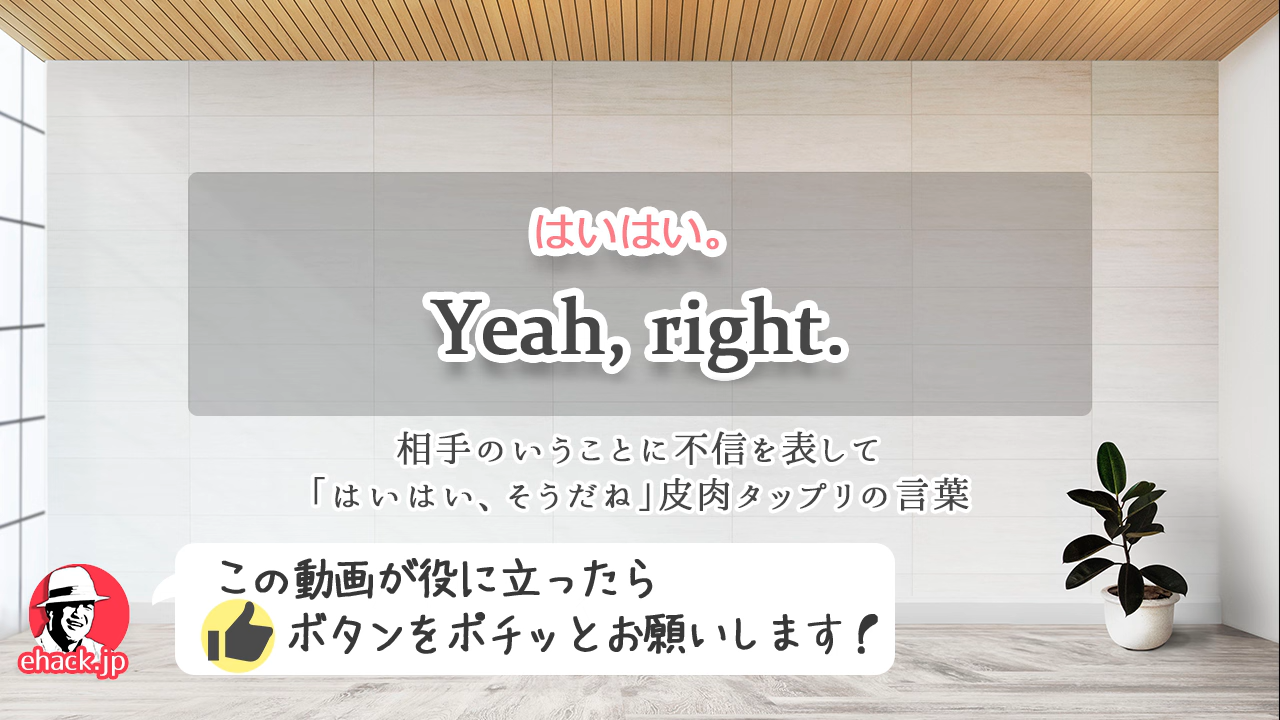 はいはい。
Yeah, right.
相手のいうことに不信を表して
「はいはい、そうだね」皮肉タップリの言葉
この動画が役に立ったら
ボタンをポチッとお願いします！
ehack.jp